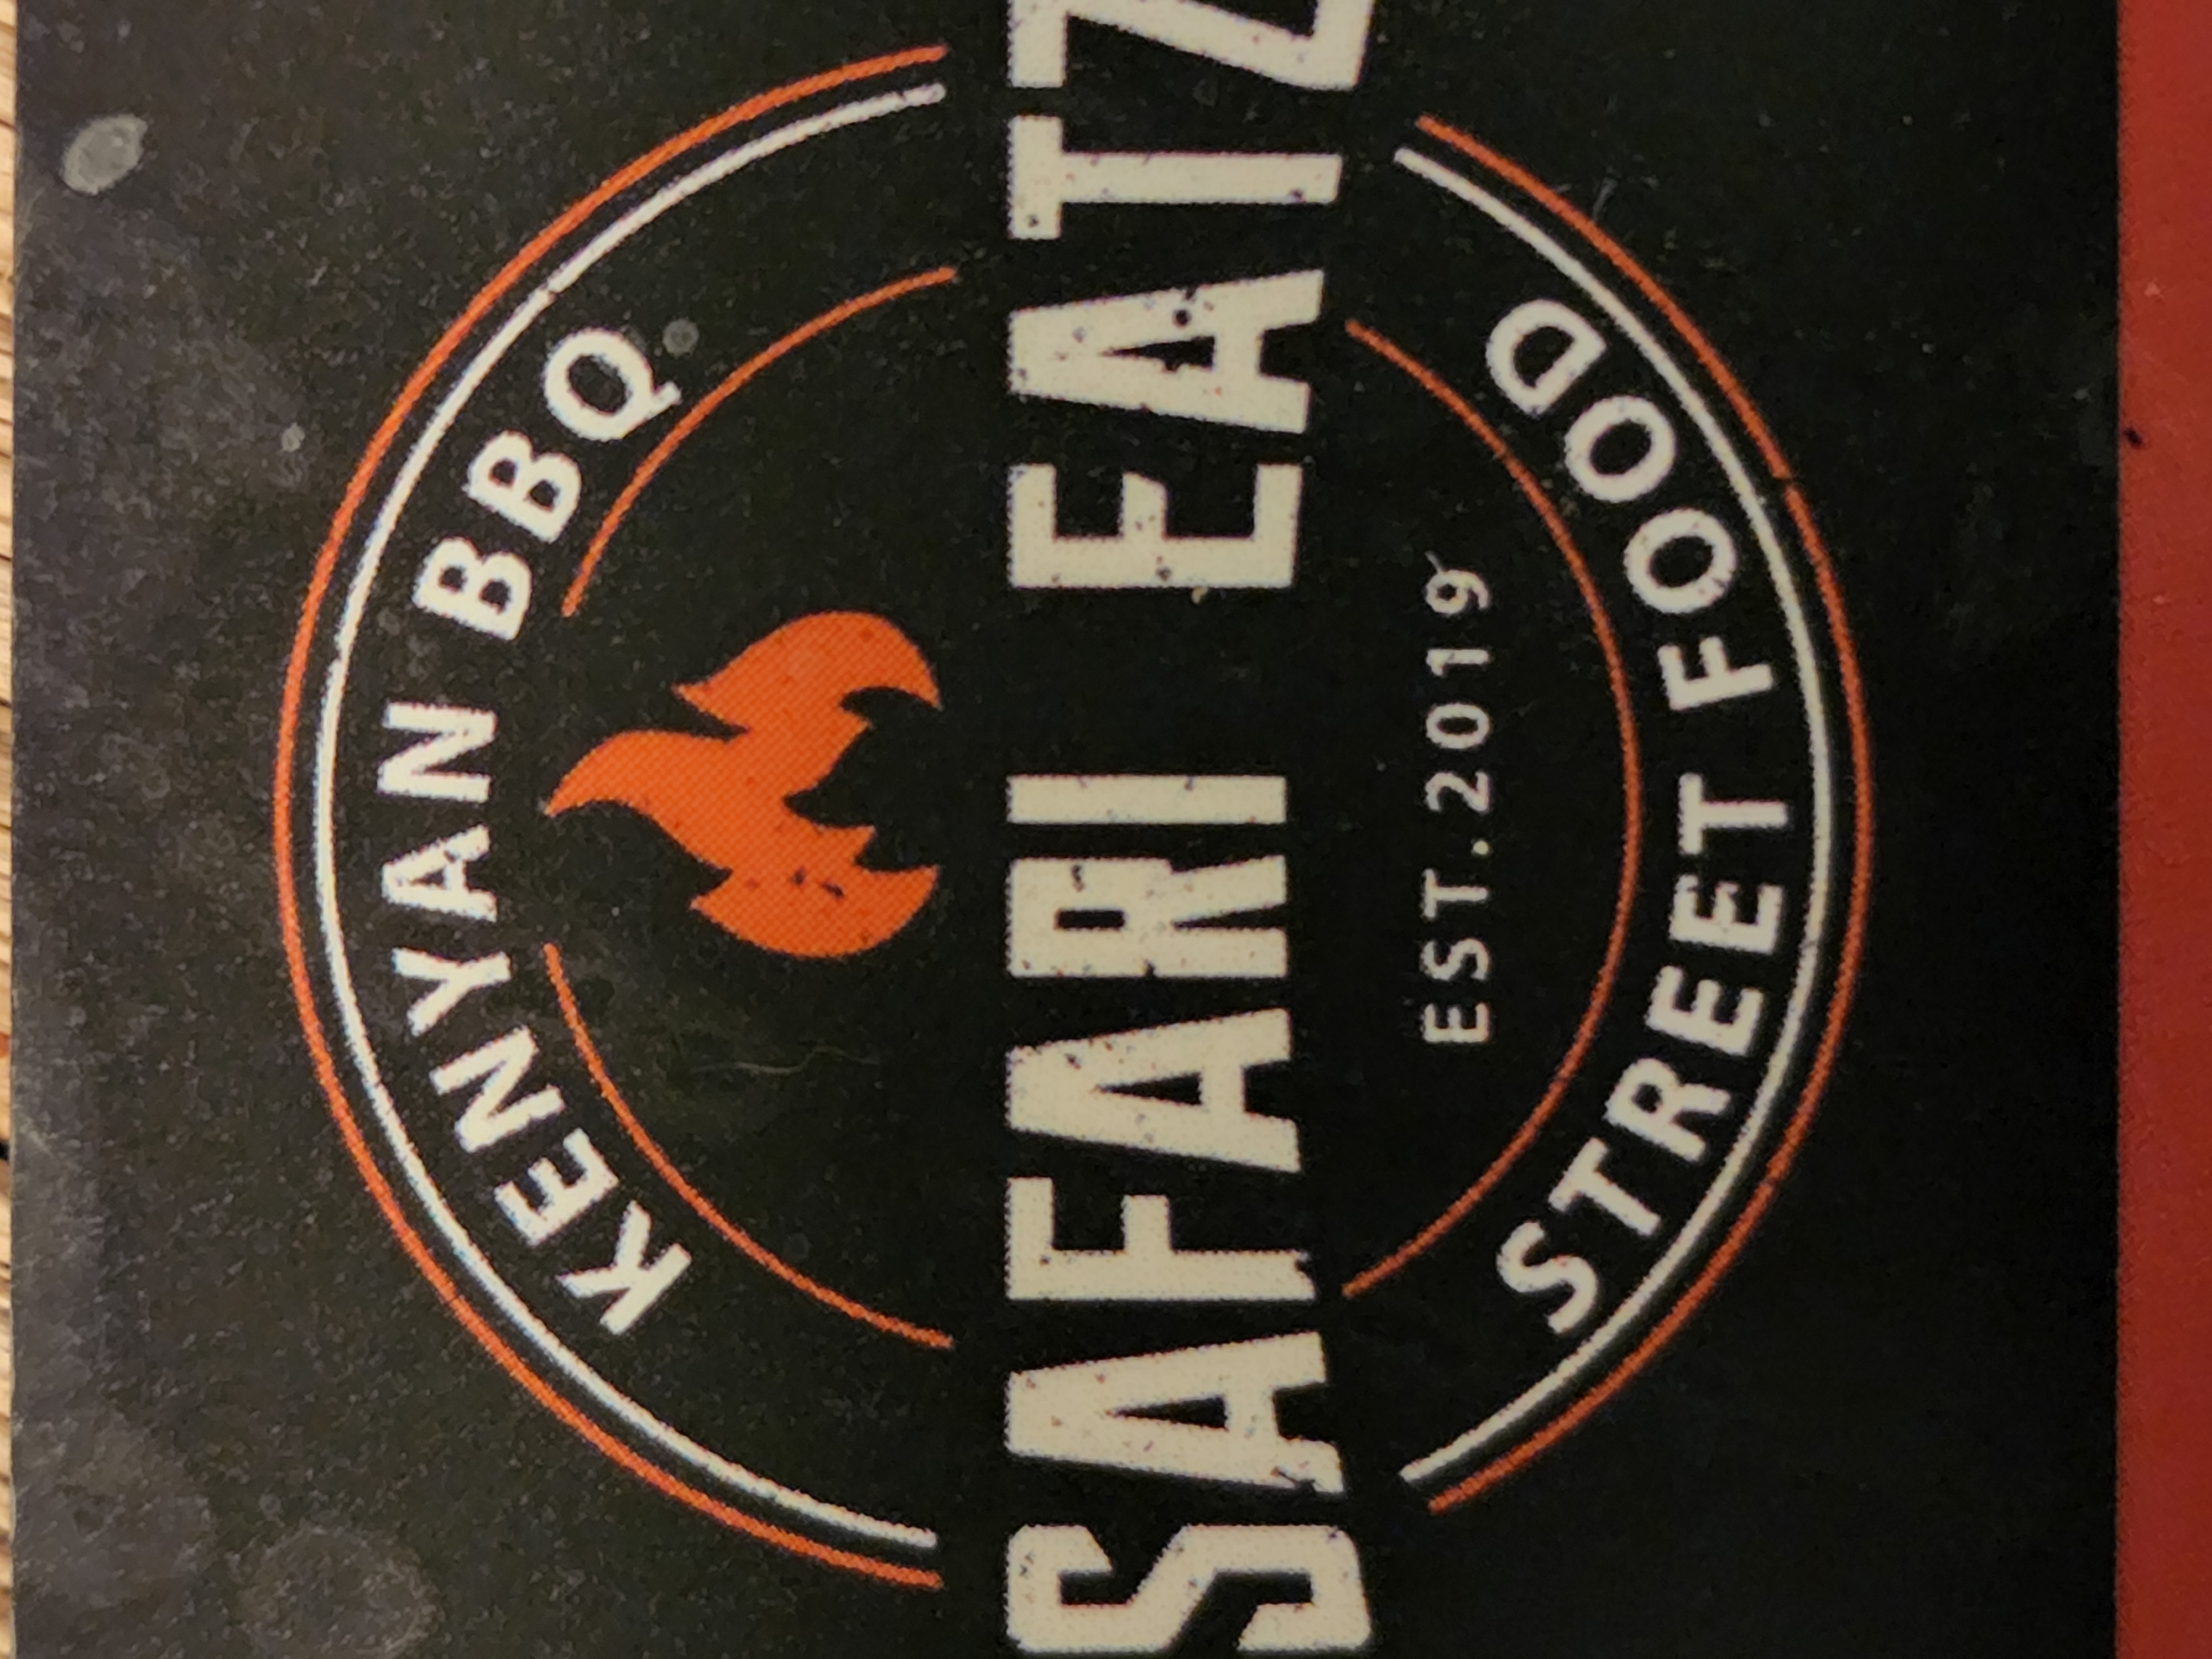 KENYAN BBQ
SAFARI EATZ
EST.2019
STREET FOOD